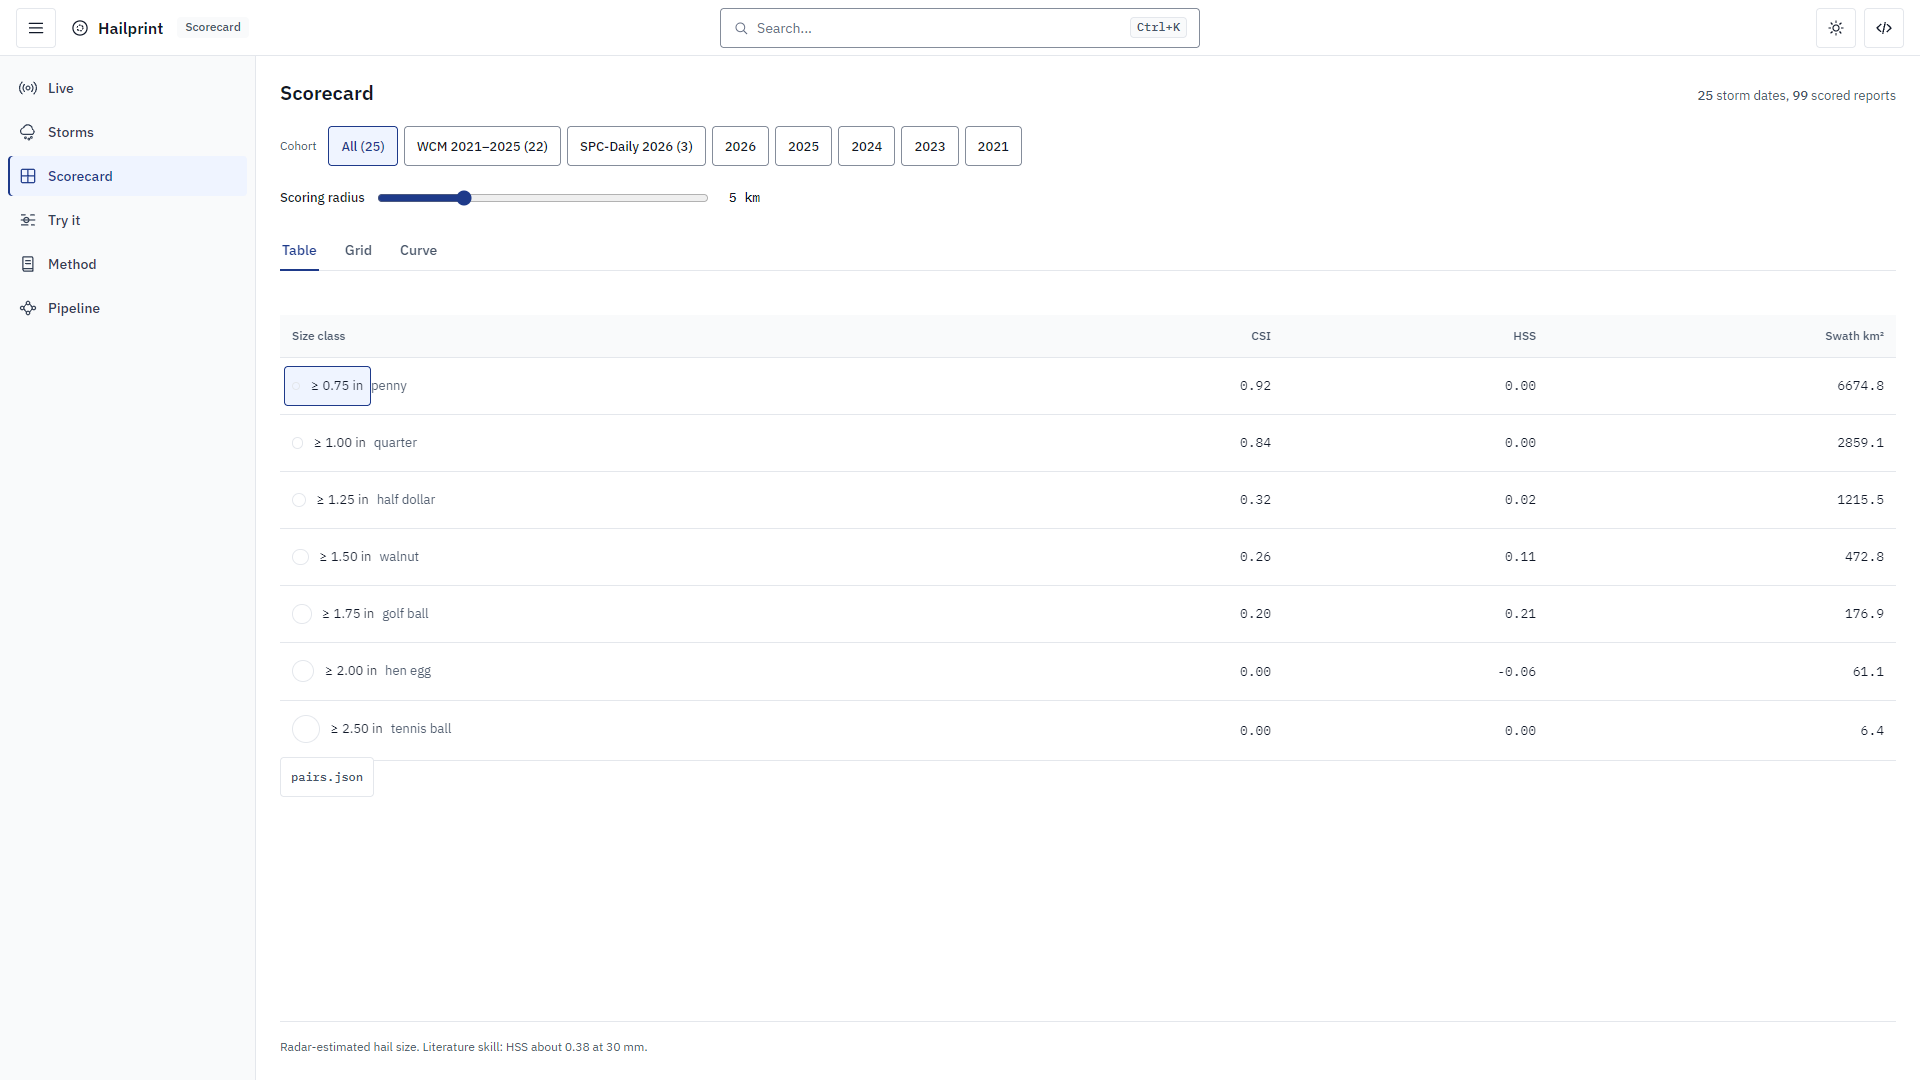 Hailprint Scorecard Search... Ctrl+K
Live
Storms
Scorecard
Try it
Method
Pipeline
Scorecard
25 storm dates, 99 scored reports
Cohort All (25) WCM 2021–2025 (22) SPC-Daily 2026 (3) 2026 2025 2024 2023 2021
Scoring radius 5 km
Table Grid Curve
Size class CSI HSS Swath km²
≥ 0.75 in penny 0.92 0.00 6674.8
≥ 1.00 in quarter 0.84 0.00 2859.1
≥ 1.25 in half dollar 0.32 0.02 1215.5
≥ 1.50 in walnut 0.26 0.11 472.8
≥ 1.75 in golf ball 0.20 0.21 176.9
≥ 2.00 in hen egg 0.00 -0.06 61.1
≥ 2.50 in tennis ball 0.00 0.00 6.4
pairs.json
Radar-estimated hail size. Literature skill: HSS about 0.38 at 30 mm.